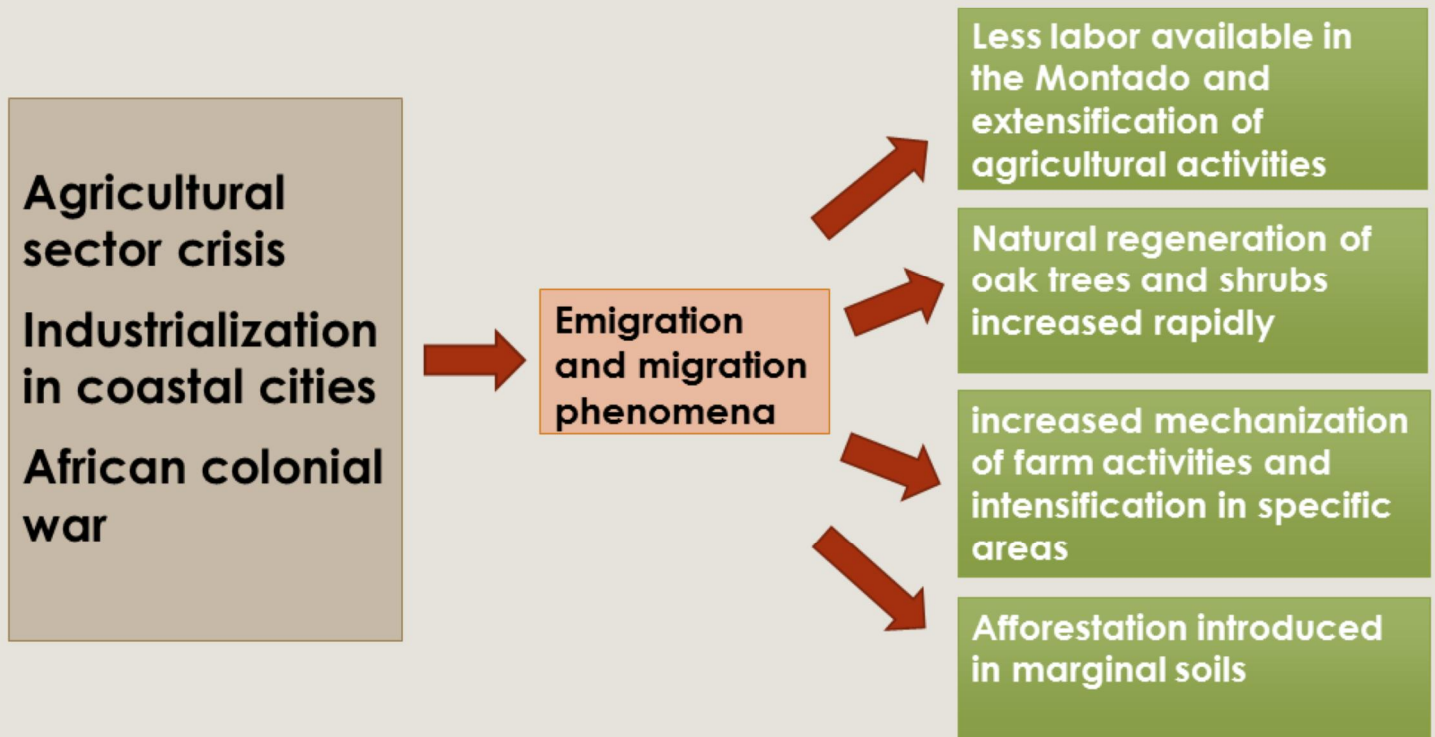 Agricultural
sector crisis
Industrialization
in coastal cities
African colonial
war
Emigration
and migration
phenomena
Less labor available in
the Montado and
extensification of
agricultural activities
Natural regeneration of
oak trees and shrubs
increased rapidly
increased mechanization
of farm activities and
intensification in specific
areas
Afforestation introduced
in marginal soils